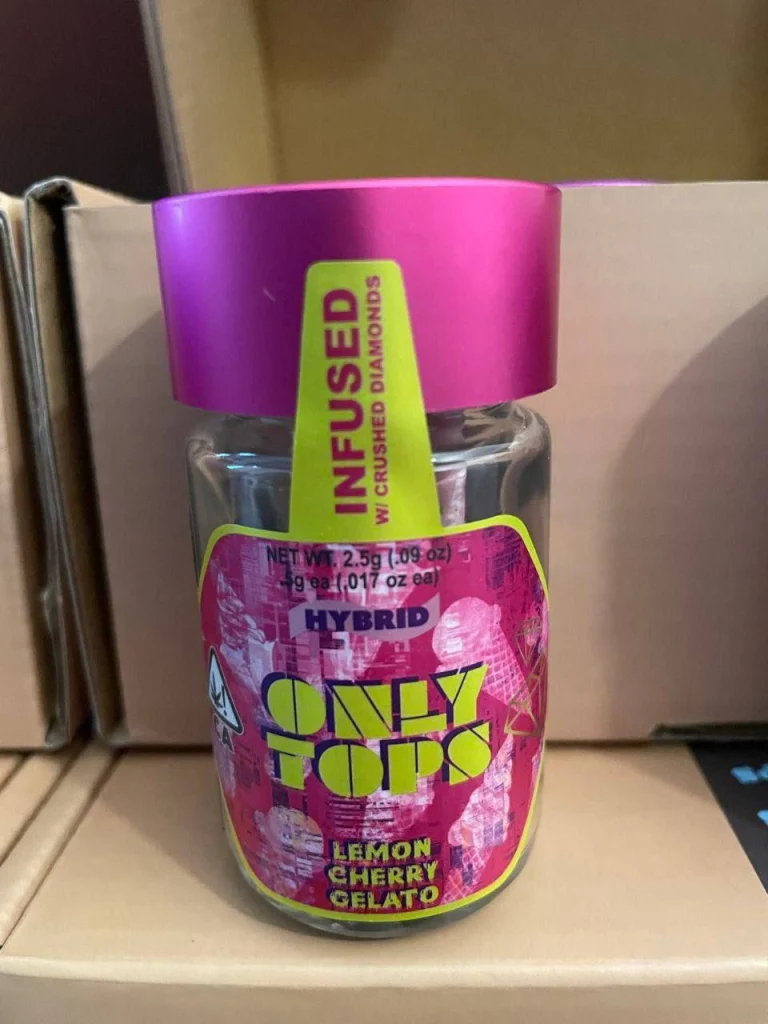 INFUSED
W/ CRUSHED DIAMONDS
NET WT. 2.5g (.09 oz)
.5g ea (.017 oz ea)
HYBRID
ONLY
TOPS
LEMON
CHERRY
GELATO